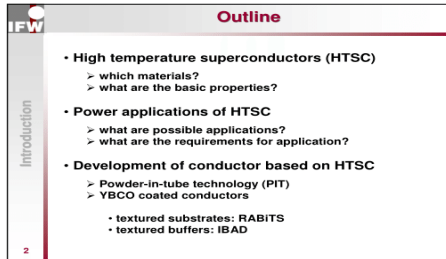 IFW
Outline
• High temperature superconductors (HTSC)
➢ which materials?
➢ what are the basic properties?
• Power applications of HTSC
➢ what are possible applications?
➢ what are the requirements for application?
• Development of conductor based on HTSC
➢ Powder-in-tube technology (PIT)
➢ YBCO coated conductors
• textured substrates: RABiTS
• textured buffers: IBAD
Introduction
2